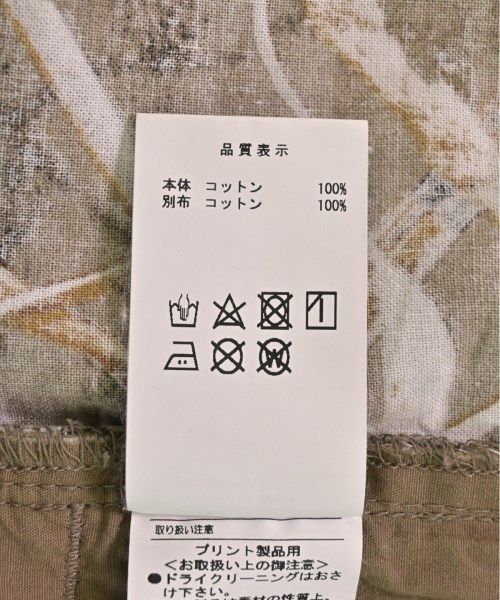 品質表示
本体 コットン 100%
別布 コットン 100%
W
取り扱い注意
プリント製品用
<お取扱い上の御注意>
●ドライクリーニングはおさ
け下さい。